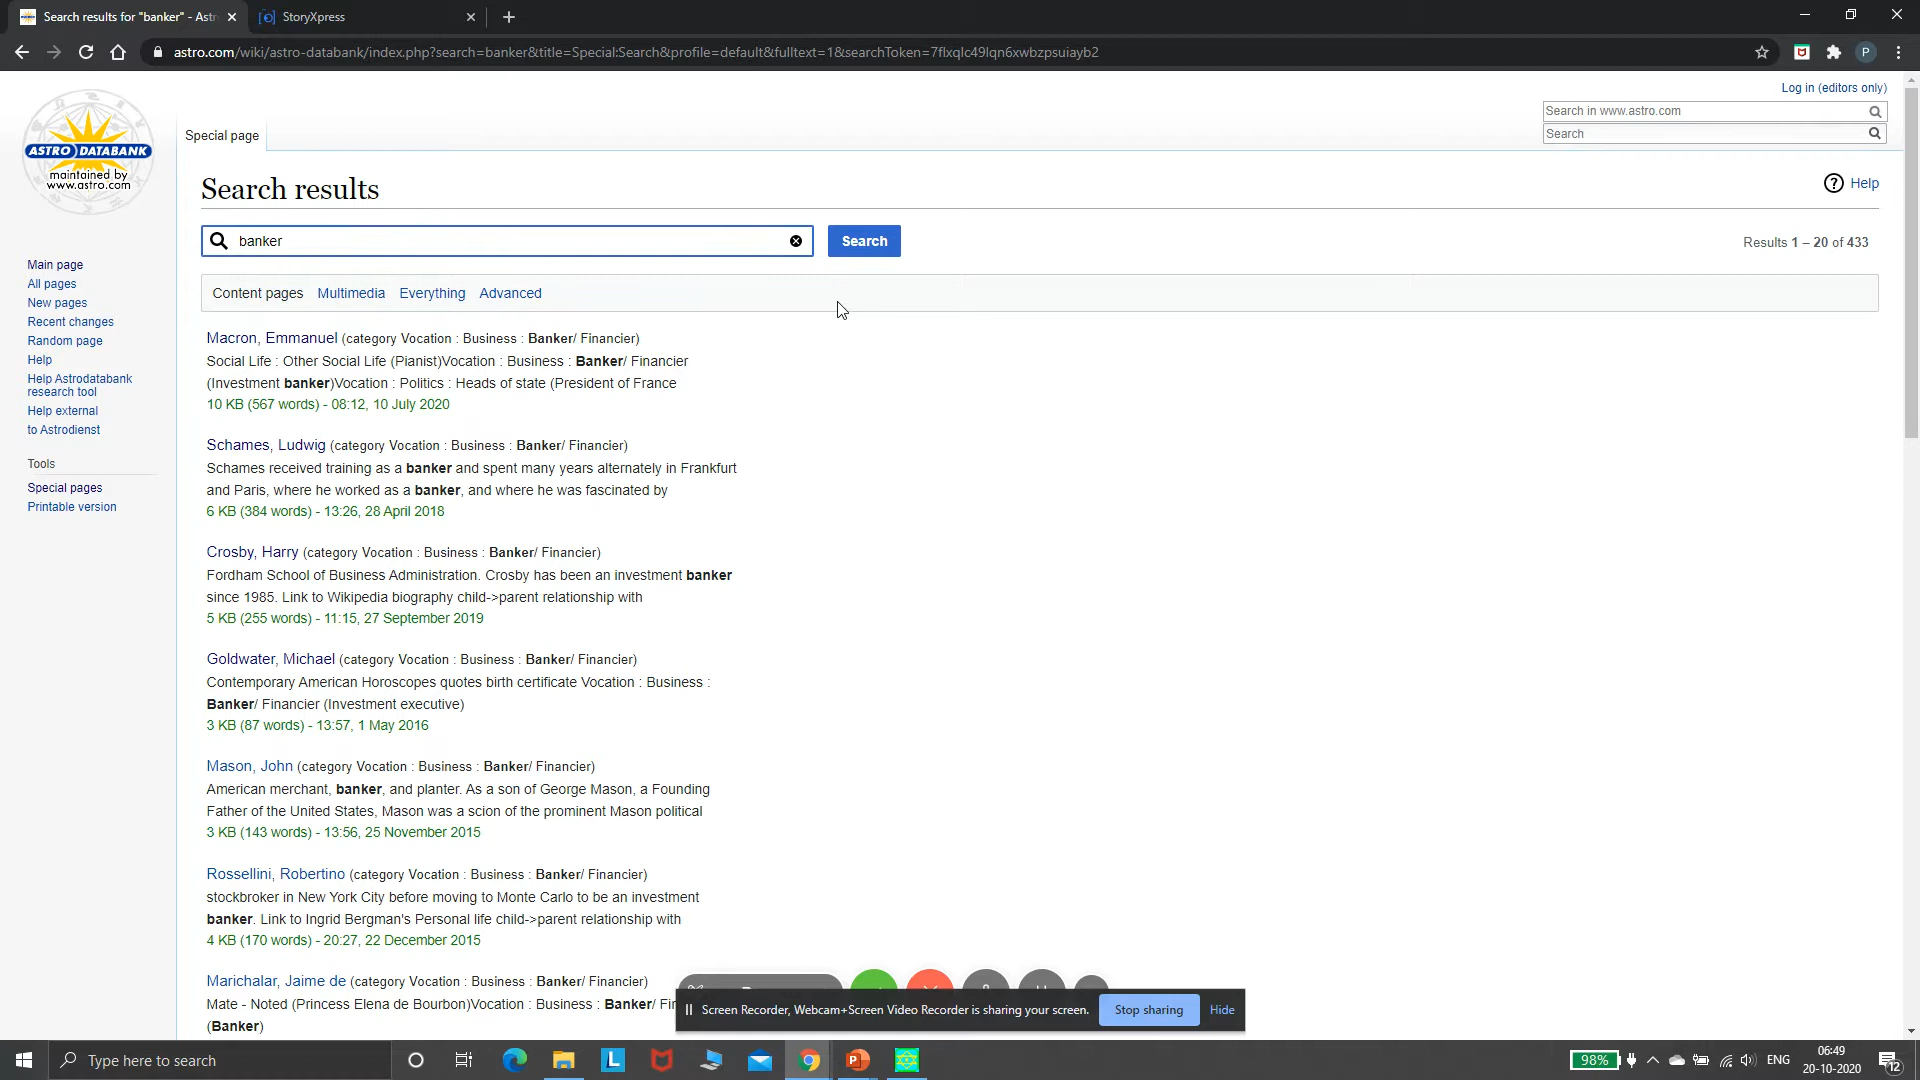 Search results for "banker" - Astr
StoryXpress
astro.com/wiki/astro-databank/index.php?search=banker&title=Special:Search&profile=default&fulltext=1&searchToken=7flxqlc49lqn6xwbzpsuiayb2
P
Log in (editors only)
Search in www.astro.com
Search
ASTRO DATABANK
maintained by
www.astro.com
Special page
Search results
Help
banker
Search
Results 1 – 20 of 433
Content pages Multimedia Everything Advanced
Main page
All pages
New pages
Recent changes
Random page
Help
Help Astrodatabank
research tool
Help external
to Astrodienst
Tools
Special pages
Printable version
Macron, Emmanuel (category Vocation : Business : Banker/ Financier)
Social Life : Other Social Life (Pianist)Vocation : Business : Banker/ Financier
(Investment banker)Vocation : Politics : Heads of state (President of France
10 KB (567 words) - 08:12, 10 July 2020
Schames, Ludwig (category Vocation : Business : Banker/ Financier)
Schames received training as a banker and spent many years alternately in Frankfurt
and Paris, where he worked as a banker, and where he was fascinated by
6 KB (384 words) - 13:26, 28 April 2018
Crosby, Harry (category Vocation : Business : Banker/ Financier)
Fordham School of Business Administration. Crosby has been an investment banker
since 1985. Link to Wikipedia biography child->parent relationship with
5 KB (255 words) - 11:15, 27 September 2019
Goldwater, Michael (category Vocation : Business : Banker/ Financier)
Contemporary American Horoscopes quotes birth certificate Vocation : Business :
Banker/ Financier (Investment executive)
3 KB (87 words) - 13:57, 1 May 2016
Mason, John (category Vocation : Business : Banker/ Financier)
American merchant, banker, and planter. As a son of George Mason, a Founding
Father of the United States, Mason was a scion of the prominent Mason political
3 KB (143 words) - 13:56, 25 November 2015
Rossellini, Robertino (category Vocation : Business : Banker/ Financier)
stockbroker in New York City before moving to Monte Carlo to be an investment
banker. Link to Ingrid Bergman's Personal life child->parent relationship with
4 KB (170 words) - 20:27, 22 December 2015
Marichalar, Jaime de (category Vocation : Business : Banker/ Financier)
Mate - Noted (Princess Elena de Bourbon)Vocation : Business : Banker/ Fi
(Banker)
Screen Recorder, Webcam+Screen Video Recorder is sharing your screen.
Stop sharing
Hide
Type here to search
98%
ENG
06:49
20-10-2020
12